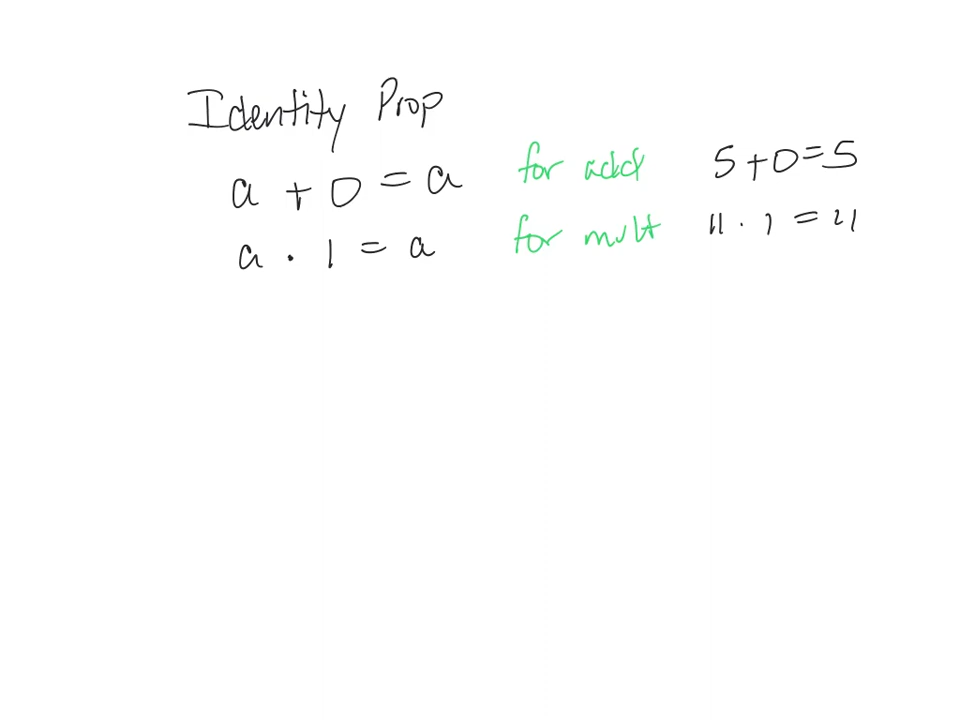 Identity Prop
a + 0 = a for add 5+0=5
a · 1 = a for mult 11 · 1 = 11